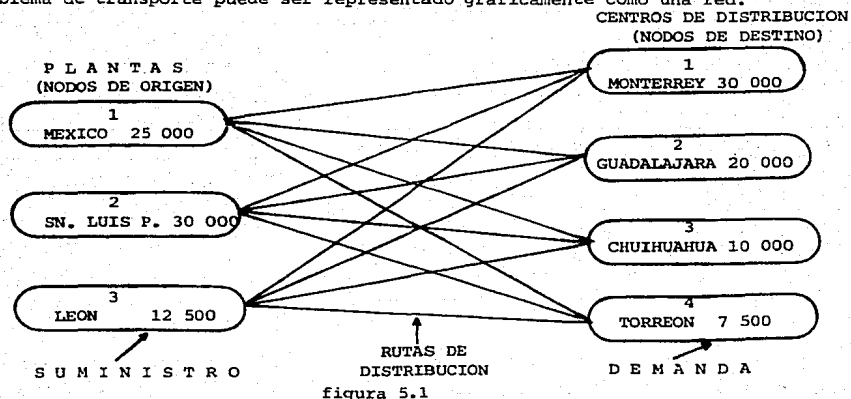 blema de transporte puede ser representado gráficamente como una red.
CENTROS DE DISTRIBUCION
(NODOS DE DESTINO)
P L A N T A S
(NODOS DE ORIGEN)
1
MEXICO 25 000
2
SN. LUIS P. 30 000
3
LEON 12 500
S U M I N I S T R O
1
MONTERREY 30 000
2
GUADALAJARA 20 000
3
CHUIHUAHUA 10 000
4
TORREON 7 500
D E M A N D A
RUTAS DE
DISTRIBUCION
figura 5.1